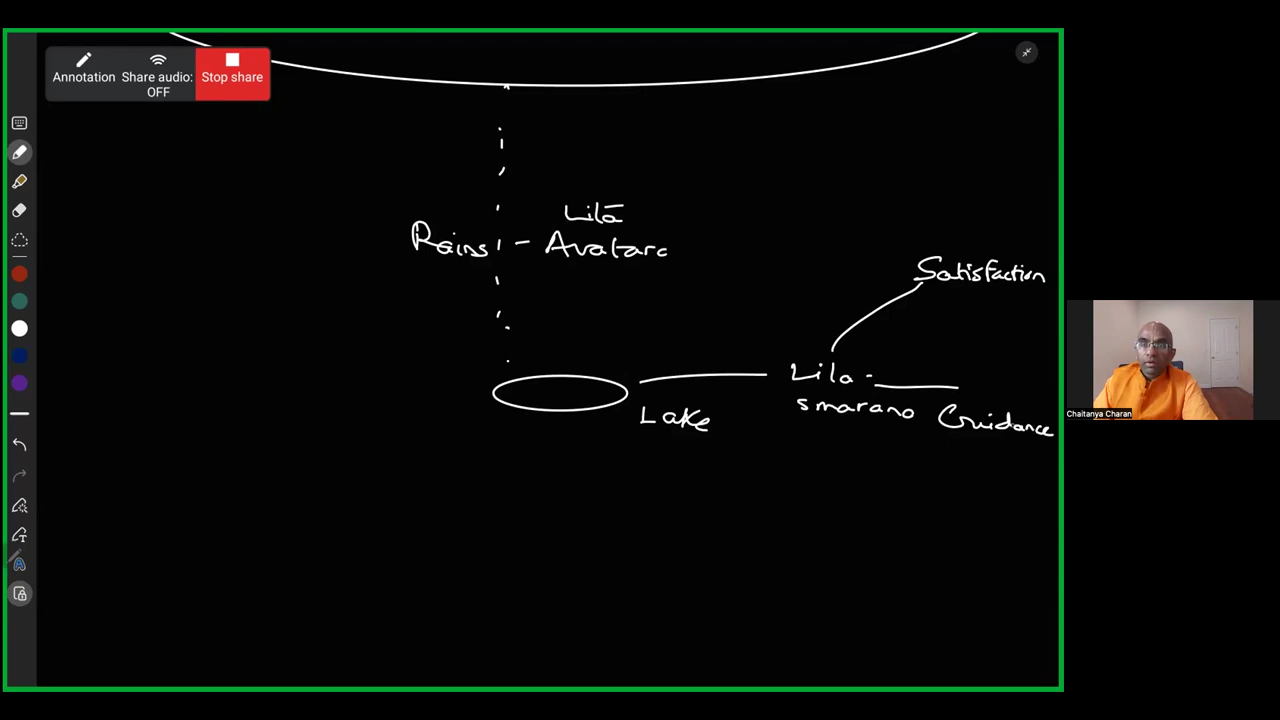 Annotation
Share audio:
OFF
Stop share
Lilā
Rains - Avatara
Satisfaction
Lila -
smarana
Guidance
Lake
Chaitanya Charan